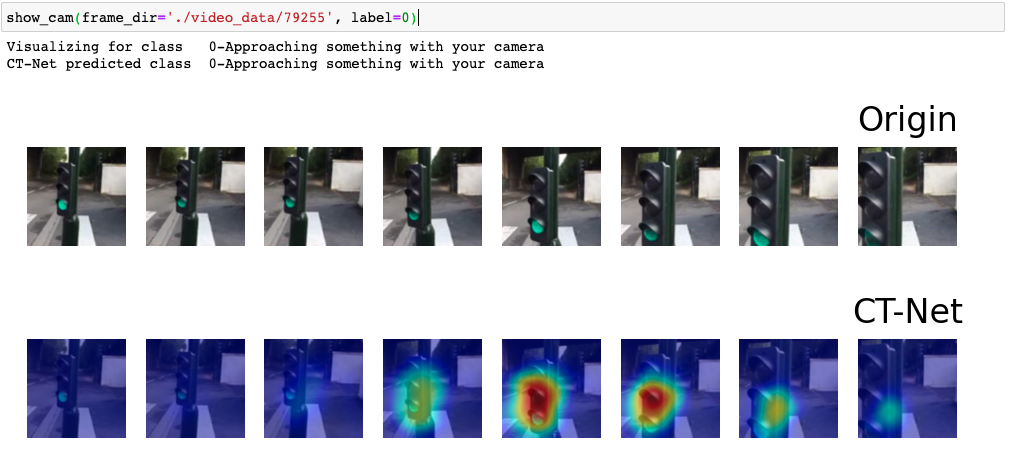 show_cam(frame_dir='./video_data/79255', label=0)
Visualizing for class 0-Approaching something with your camera
CT-Net predicted class 0-Approaching something with your camera
Origin
CT-Net